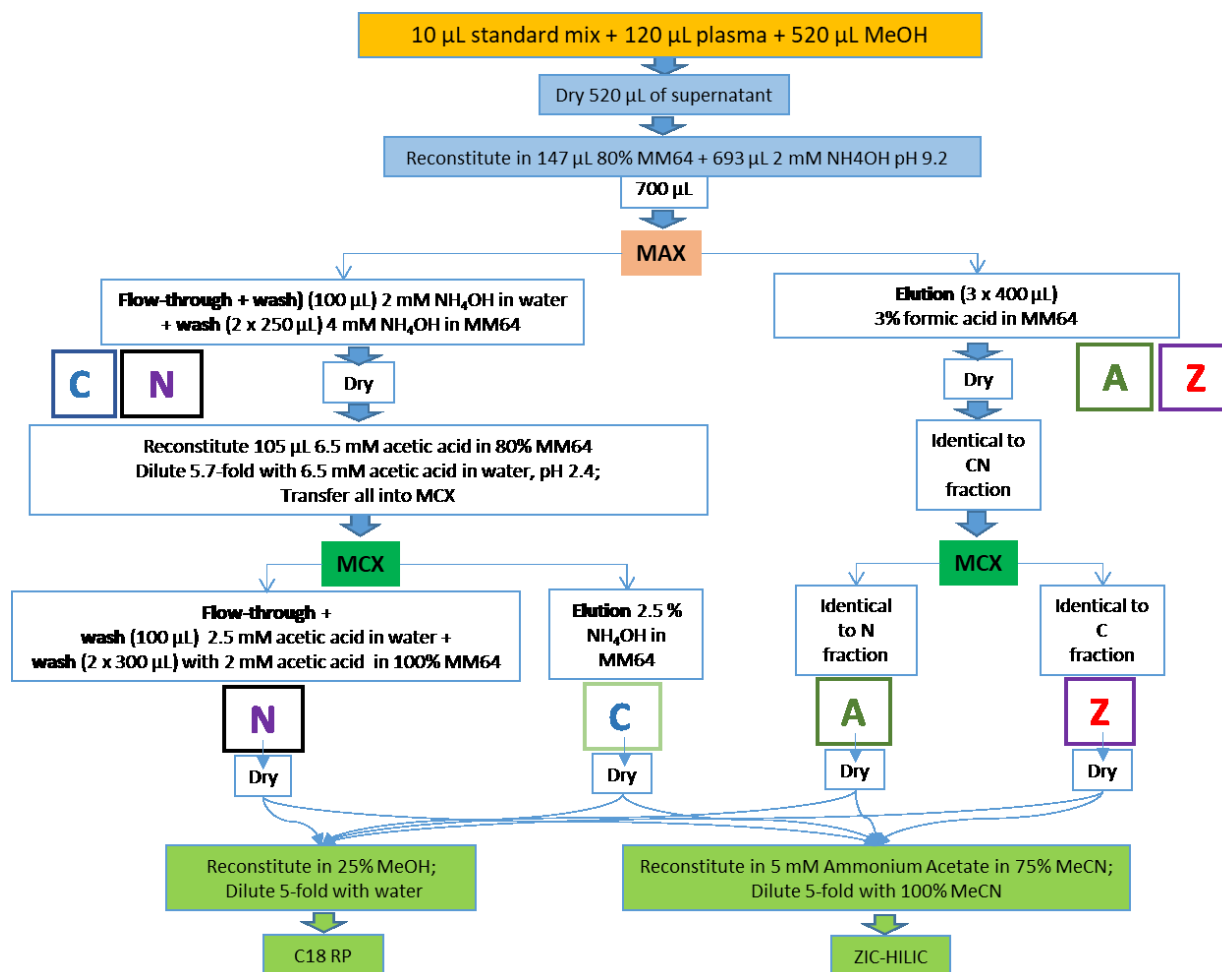 10 µL standard mix + 120 µL plasma + 520 µL MeOH
Dry 520 µL of supernatant
Reconstitute in 147 µL 80% MM64 + 693 µL 2 mM NH4OH pH 9.2
700 µL
MAX
Flow-through + wash) (100 µL) 2 mM NH₄OH in water
+ wash (2 x 250 µL) 4 mM NH₄OH in MM64
Elution (3 x 400 µL)
3% formic acid in MM64
C
N
Dry
Dry
A
Z
Reconstitute 105 µL 6.5 mM acetic acid in 80% MM64
Dilute 5.7-fold with 6.5 mM acetic acid in water, pH 2.4;
Transfer all into MCX
Identical to
CN
fraction
MCX
MCX
Flow-through +
wash (100 µL) 2.5 mM acetic acid in water +
wash (2 x 300 µL) with 2 mM acetic acid in 100% MM64
Elution 2.5 %
NH₄OH in
MM64
Identical
to N
fraction
Identical to
C
fraction
N
C
A
Z
Dry
Dry
Dry
Dry
Reconstitute in 25% MeOH;
Dilute 5-fold with water
Reconstitute in 5 mM Ammonium Acetate in 75% MeCN;
Dilute 5-fold with 100% MeCN
C18 RP
ZIC-HILIC